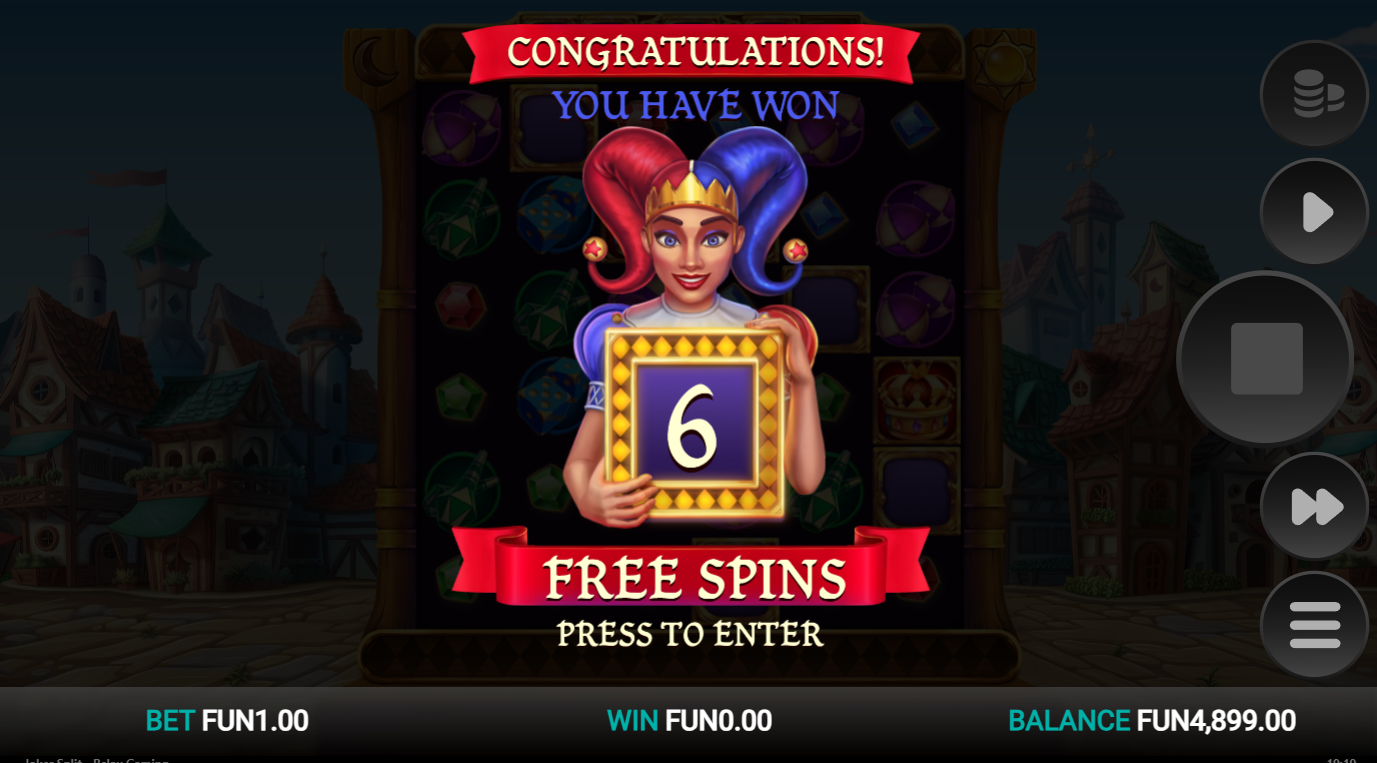 CONGRATULATIONS!
YOU HAVE WON
6
FREE SPINS
PRESS TO ENTER
BET FUN1.00 WIN FUN0.00 BALANCE FUN4,899.00